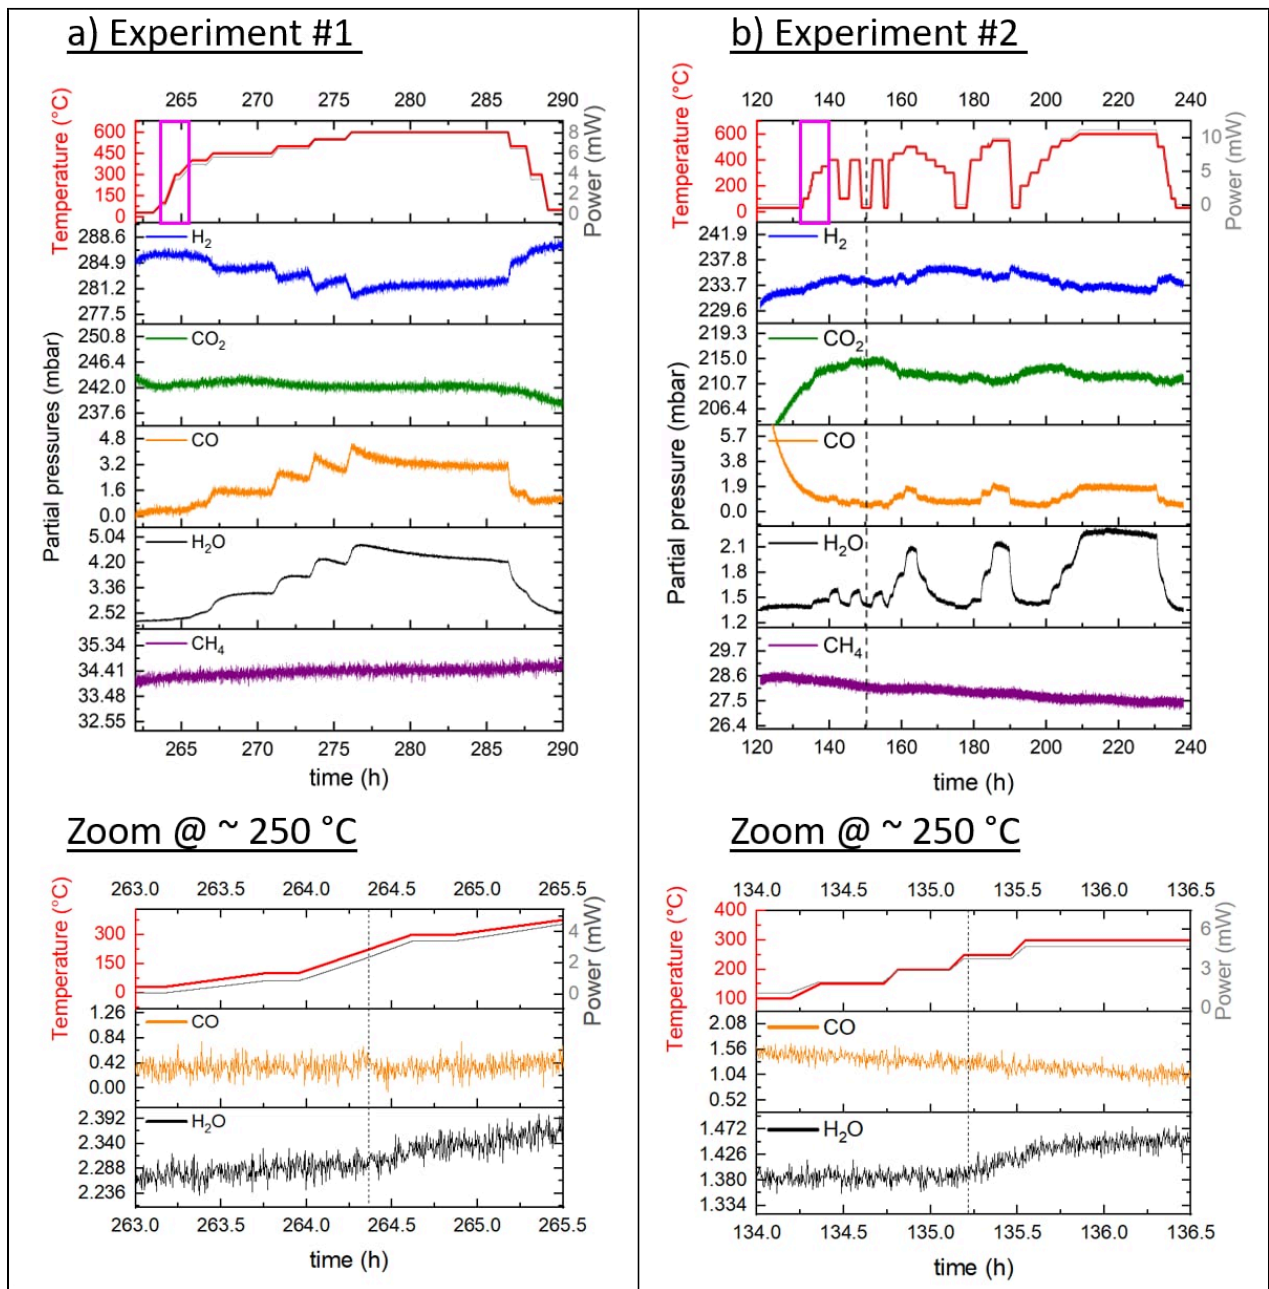 a) Experiment #1
265 270 275 280 285 290
Temperature (°C)
600
450
300
150
0
8
6
4
2
0
Power (mW)
Partial pressures (mbar)
H2
288.6
284.9
281.2
277.5
CO2
250.8
246.4
242.0
237.6
CO
4.8
3.2
1.6
0.0
H2O
5.04
4.20
3.36
2.52
CH4
35.34
34.41
33.48
32.55
265 270 275 280 285 290
time (h)
Zoom @ ~ 250 °C
263.0 263.5 264.0 264.5 265.0 265.5
Temperature (°C)
300
150
0
4
2
0
Power (mW)
CO
1.26
0.84
0.42
0.00
H2O
2.392
2.340
2.288
2.236
263.0 263.5 264.0 264.5 265.0 265.5
time (h)
b) Experiment #2
120 140 160 180 200 220 240
Temperature (°C)
600
400
200
0
10
5
0
Power (mW)
Partial pressure (mbar)
H2
241.9
237.8
233.7
229.6
CO2
219.3
215.0
210.7
206.4
CO
5.7
3.8
1.9
0.0
H2O
2.1
1.8
1.5
1.2
CH4
29.7
28.6
27.5
26.4
120 140 160 180 200 220 240
time (h)
Zoom @ ~ 250 °C
134.0 134.5 135.0 135.5 136.0 136.5
Temperature (°C)
400
300
200
100
6
3
0
Power (mW)
CO
2.08
1.56
1.04
0.52
H2O
1.472
1.426
1.380
1.334
134.0 134.5 135.0 135.5 136.0 136.5
time (h)